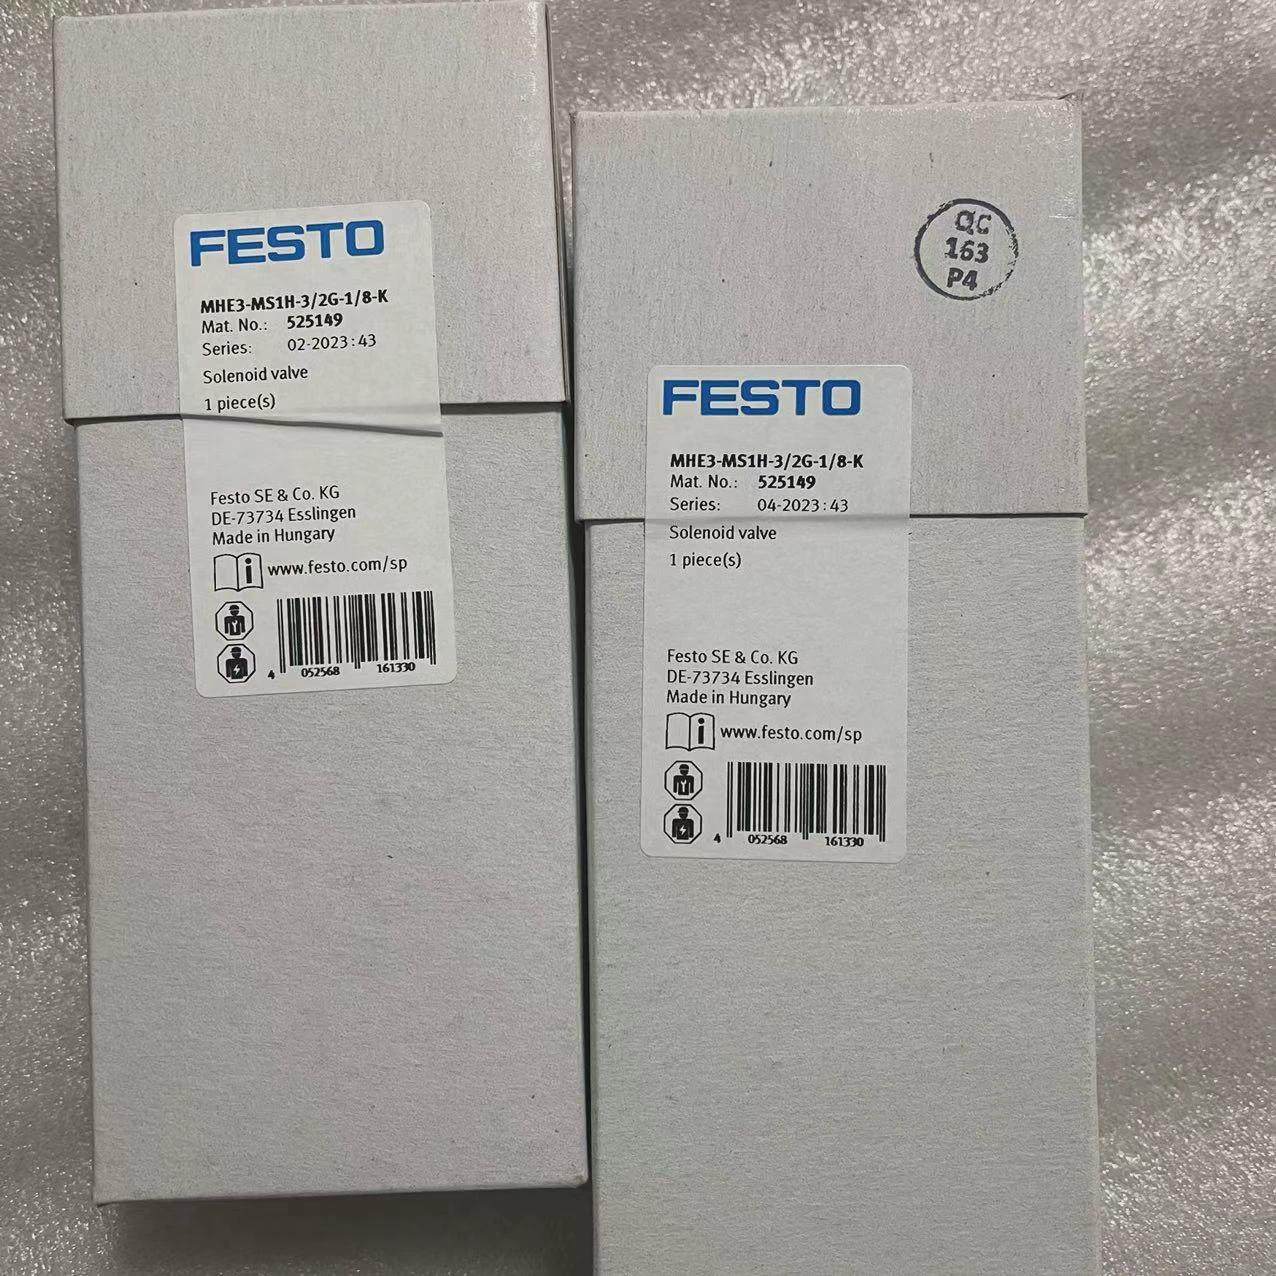 FESTO
MHE3-MS1H-3/2G-1/8-K
Mat. No.: 525149
Series: 02-2023:43
Solenoid valve
1 piece(s)
Festo SE & Co. KG
DE-73734 Esslingen
Made in Hungary
i www.festo.com/sp
4 052568 161330
QC
163
P4
FESTO
MHE3-MS1H-3/2G-1/8-K
Mat. No.: 525149
Series: 04-2023:43
Solenoid valve
1 piece(s)
Festo SE & Co. KG
DE-73734 Esslingen
Made in Hungary
i www.festo.com/sp
4 052568 161330